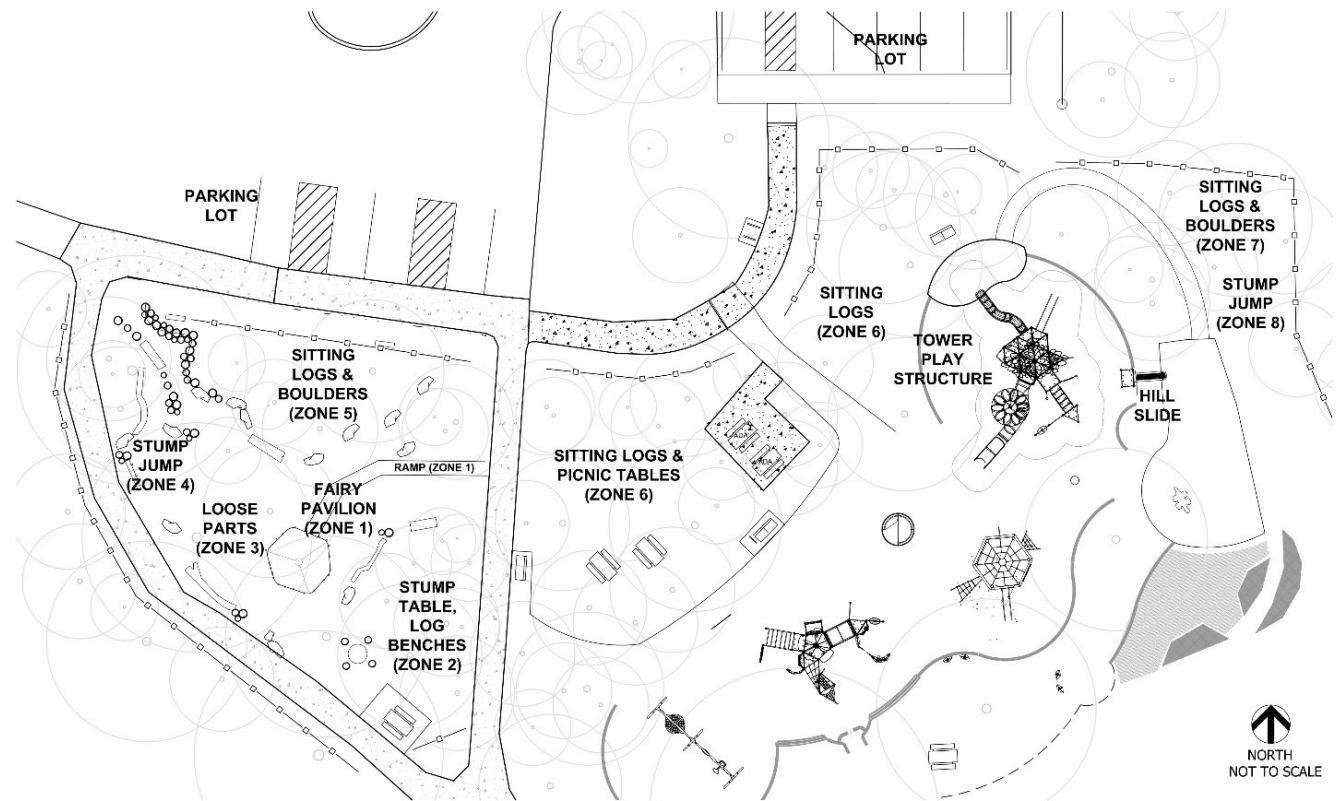 PARKING
LOT
PARKING
LOT
SITTING
LOGS &
BOULDERS
(ZONE 7)
STUMP
JUMP
(ZONE 8)
SITTING
LOGS
(ZONE 6)
TOWER
PLAY
STRUCTURE
HILL
SLIDE
SITTING
LOGS &
BOULDERS
(ZONE 5)
STUMP
JUMP
(ZONE 4)
RAMP (ZONE 1)
FAIRY
PAVILION
(ZONE 1)
LOOSE
PARTS
(ZONE 3)
SITTING LOGS &
PICNIC TABLES
(ZONE 6)
ADA
ADA
STUMP
TABLE,
LOG
BENCHES
(ZONE 2)
NORTH
NOT TO SCALE